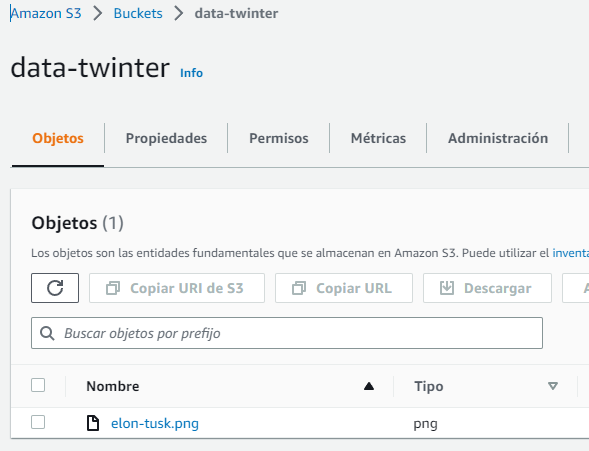 Amazon S3 > Buckets > data-twinter
data-twinter Info
Objetos Propiedades Permisos Métricas Administración
Objetos (1)
Los objetos son las entidades fundamentales que se almacenan en Amazon S3. Puede utilizar el inventa
Copiar URI de S3 Copiar URL Descargar A
Buscar objetos por prefijo
Nombre Tipo
elon-tusk.png png